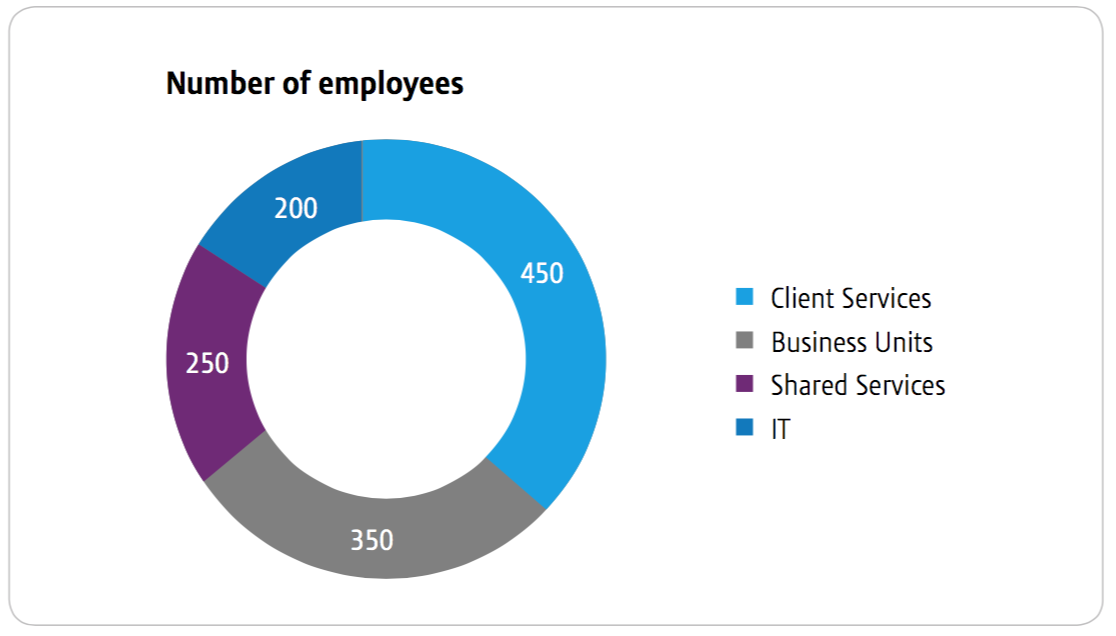 Number of employees
200
450
250
350
Client Services
Business Units
Shared Services
IT